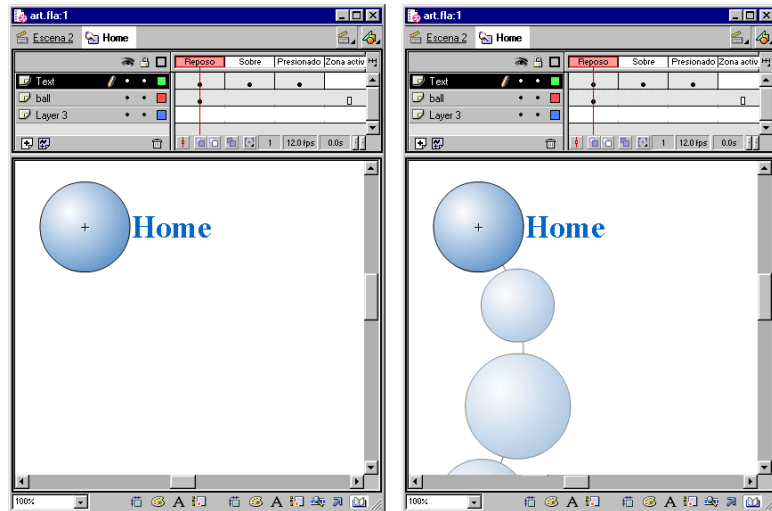 art.fla:1
Escena 2 Home
Reposo Sobre Presionado Zona activ
Text
ball
Layer 3
1 12.0 fps 0.0s
Home
100%
art.fla:1
Escena 2 Home
Reposo Sobre Presionado Zona activ
Text
ball
Layer 3
1 12.0 fps 0.0s
Home
100%